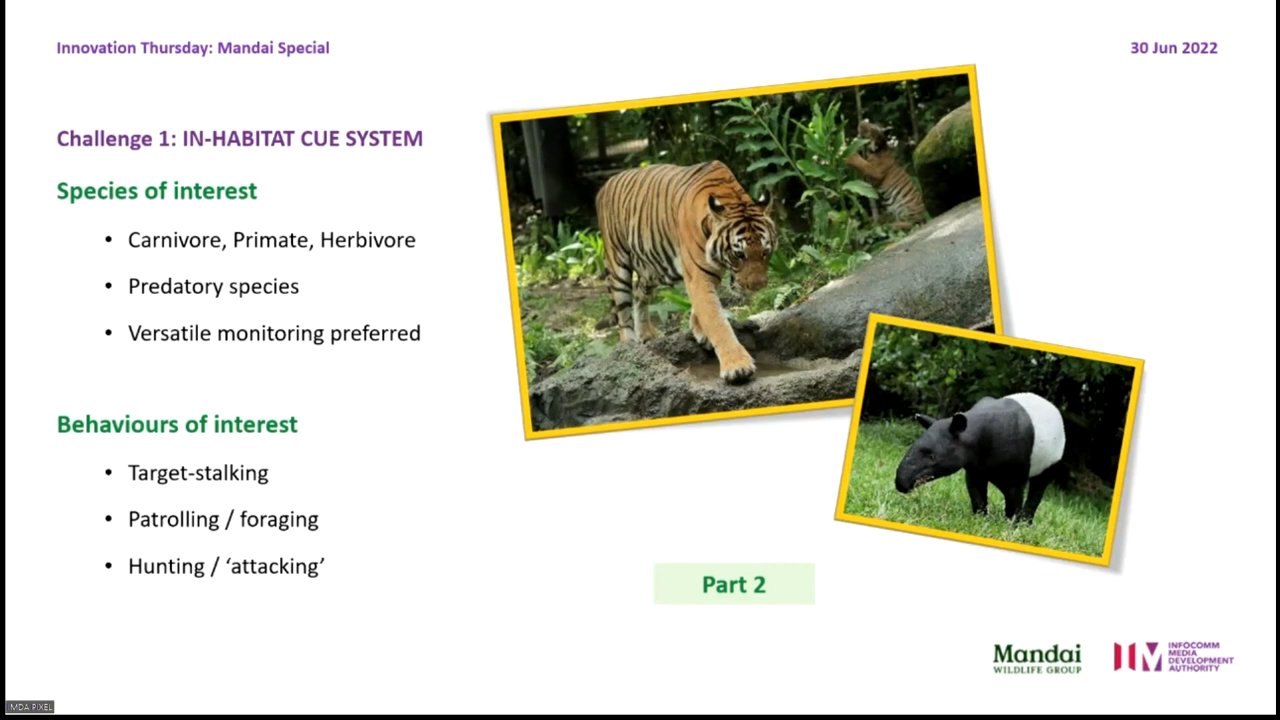 Innovation Thursday: Mandai Special
30 Jun 2022
Challenge 1: IN-HABITAT CUE SYSTEM
Species of interest
• Carnivore, Primate, Herbivore
• Predatory species
• Versatile monitoring preferred
Behaviours of interest
• Target-stalking
• Patrolling / foraging
• Hunting / ‘attacking’
Part 2
Mandai
WILDLIFE GROUP
INFOCOMM
MEDIA
DEVELOPMENT
AUTHORITY
IMDA PIXEL